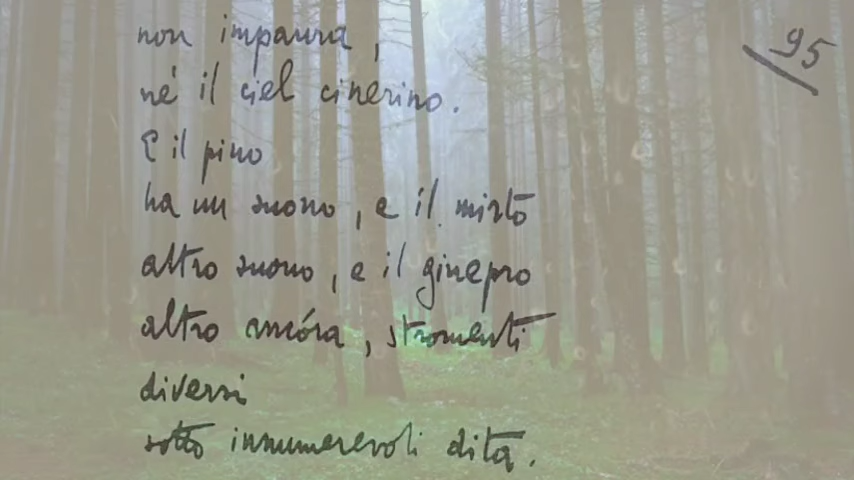 95
non impaura,
né il ciel cinerino.
E il pino
ha un suono, e il mirto
altro suono, e il ginepro
altro ancóra, stromenti
diversi
sotto innumerevoli dita.